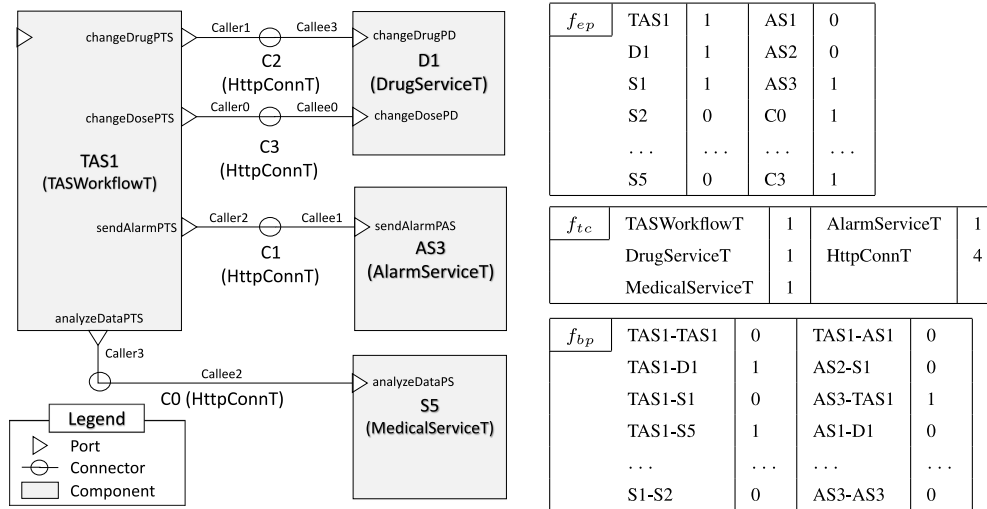 changeDrugPTS
Caller1
Callee3
changeDrugPD
C2
(HttpConnT)
D1
(DrugServiceT)
changeDosePTS
Caller0
Callee0
changeDosePD
C3
(HttpConnT)
TAS1
(TASWorkflowT)
sendAlarmPTS
Caller2
Callee1
sendAlarmPAS
C1
(HttpConnT)
AS3
(AlarmServiceT)
analyzeDataPTS
Caller3
Callee2
analyzeDataPS
C0 (HttpConnT)
S5
(MedicalServiceT)
Legend
Port
Connector
Component
f_ep TAS1 1 AS1 0
D1 1 AS2 0
S1 1 AS3 1
S2 0 C0 1
... ... ... ...
S5 0 C3 1
f_tc TASWorkflowT 1 AlarmServiceT 1
DrugServiceT 1 HttpConnT 4
MedicalServiceT 1
f_bp TAS1-TAS1 0 TAS1-AS1 0
TAS1-D1 1 AS2-S1 0
TAS1-S1 0 AS3-TAS1 1
TAS1-S5 1 AS1-D1 0
... ... ... ...
S1-S2 0 AS3-AS3 0